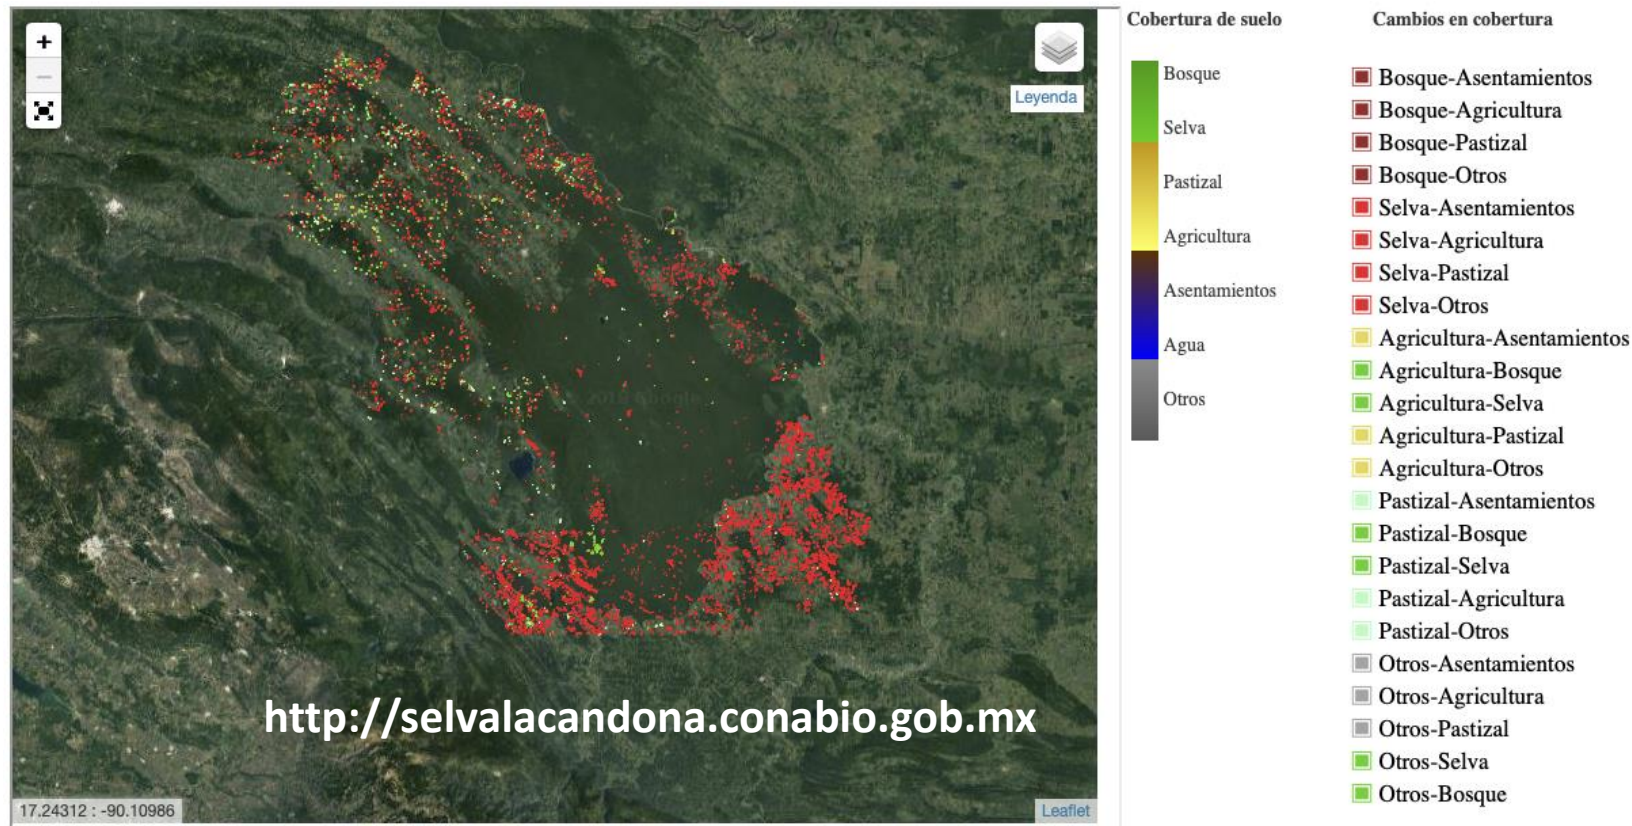 +
Leyenda
2019 Google
http://selvalacandona.conabio.gob.mx
17.24312 : -90.10986
Leaflet
Cobertura de suelo
Bosque
Selva
Pastizal
Agricultura
Asentamientos
Agua
Otros
Cambios en cobertura
Bosque-Asentamientos
Bosque-Agricultura
Bosque-Pastizal
Bosque-Otros
Selva-Asentamientos
Selva-Agricultura
Selva-Pastizal
Selva-Otros
Agricultura-Asentamientos
Agricultura-Bosque
Agricultura-Selva
Agricultura-Pastizal
Agricultura-Otros
Pastizal-Asentamientos
Pastizal-Bosque
Pastizal-Selva
Pastizal-Agricultura
Pastizal-Otros
Otros-Asentamientos
Otros-Agricultura
Otros-Pastizal
Otros-Selva
Otros-Bosque